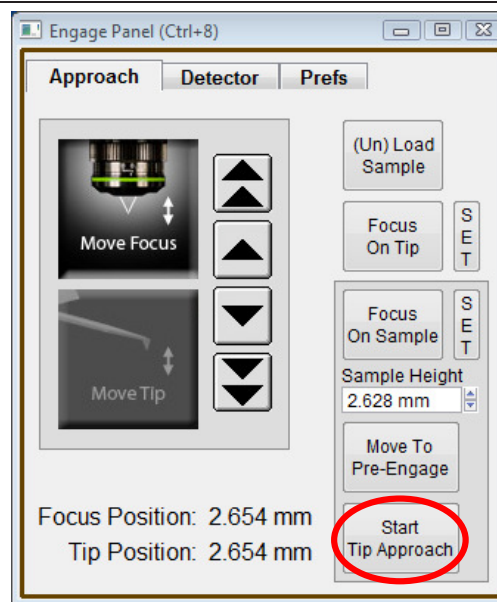 Engage Panel (Ctrl+8)
Approach Detector Prefs
Move Focus
Move Tip
(Un) Load
Sample
Focus
On Tip
S
E
T
Focus
On Sample
S
E
T
Sample Height
2.628 mm
Move To
Pre-Engage
Start
Tip Approach
Focus Position: 2.654 mm
Tip Position: 2.654 mm